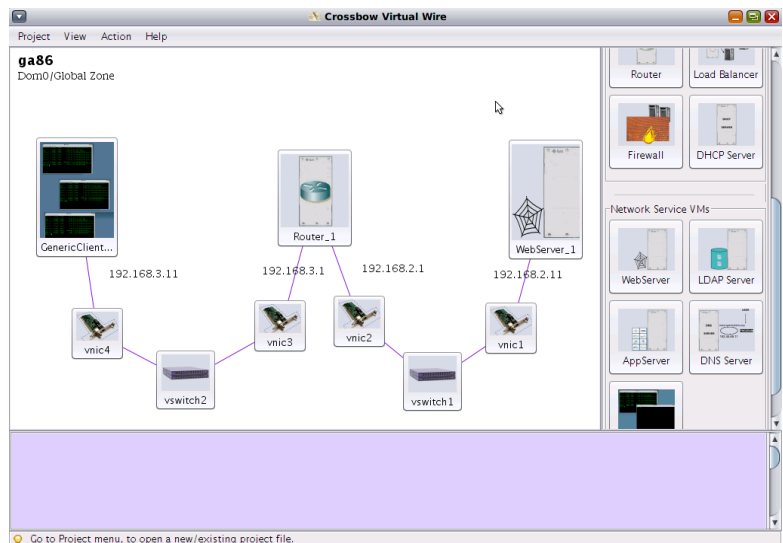 Crossbow Virtual Wire
Project View Action Help
ga86
Dom0/Global Zone
GenericClient...
192.168.3.11
vnic4
vswitch2
192.168.3.1
vnic3
Router_1
192.168.2.1
vnic2
vswitch1
192.168.2.11
vnic1
WebServer_1
Router
Load Balancer
Firewall
DHCP Server
Network Service VMs
WebServer
LDAP Server
AppServer
DNS Server
Go to Project menu, to open a new/existing project file.